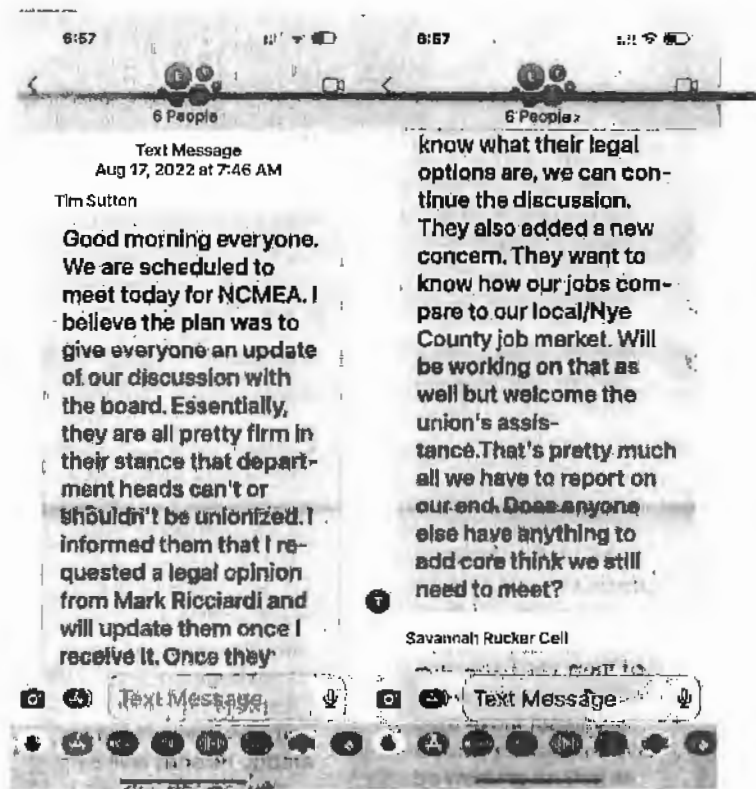 6:57
6 People
Text Message
Aug 17, 2022 at 7:46 AM
Tim Sutton
Good morning everyone.
We are scheduled to
meet today for NCMEA. I
believe the plan was to
give everyone an update
of our discussion with
the board. Essentially,
they are all pretty firm in
their stance that depart-
ment heads can't or
shouldn't be unionized. I
informed them that I re-
quested a legal opinion
from Mark Ricciardi and
will update them once I
receive it. Once they
Text Message
6:57
6 People
know what their legal
options are, we can con-
tinue the discussion.
They also added a new
concern. They want to
know how our jobs com-
pare to our local/Nye
County job market. Will
be working on that as
well but welcome the
union's assis-
tance.That's pretty much
all we have to report on
our end. Does anyone
else have anything to
add core think we still
need to meet?
T
Savannah Rucker Cell
Text Message